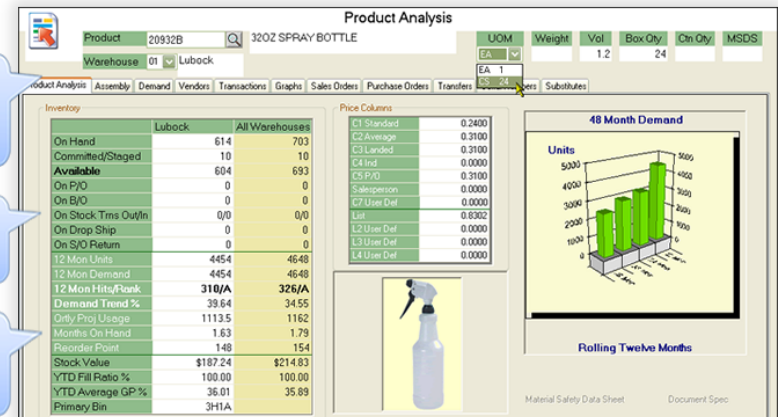 Product Analysis
Product 20932B 32OZ SPRAY BOTTLE UOM Weight Vol Box Qty Ctn Qty MSDS
EA 1.2 24
Warehouse 01 Lubock
EA 1
CS 24
Product Analysis Assembly Demand Vendors Transactions Graphs Sales Orders Purchase Orders Transfers Substitutes
Inventory
Lubock All Warehouses
On Hand 614 703
Committed/Staged 10 10
Available 604 693
On P/O 0 0
On B/O 0 0
On Stock Trns Out/In 0/0 0/0
On Drop Ship 0 0
On S/O Return 0 0
12 Mon Units 4454 4648
12 Mon Demand 4454 4648
12 Mon Hits/Rank 310/A 326/A
Demand Trend % 39.64 34.55
Qrtly Proj Usage 1113.5 1162
Months On Hand 1.63 1.79
Reorder Point 148 154
Stock Value $187.24 $214.83
YTD Fill Ratio % 100.00 100.00
YTD Average GP % 36.01 35.89
Primary Bin 3H1A
Price Columns
C1 Standard 0.2400
C2 Average 0.3100
C3 Landed 0.3100
C4 Ind 0.0000
C5 P/O 0.3100
Salesperson 0.0000
C7 User Def 0.0000
List 0.8302
L2 User Def 0.0000
L3 User Def 0.0000
L4 User Def 0.0000
48 Month Demand
Units
5000 5000
4000 4000
3000 3000
2000 2000
1000 1000
0 0
Rolling Twelve Months
Material Safety Data Sheet Document Spec